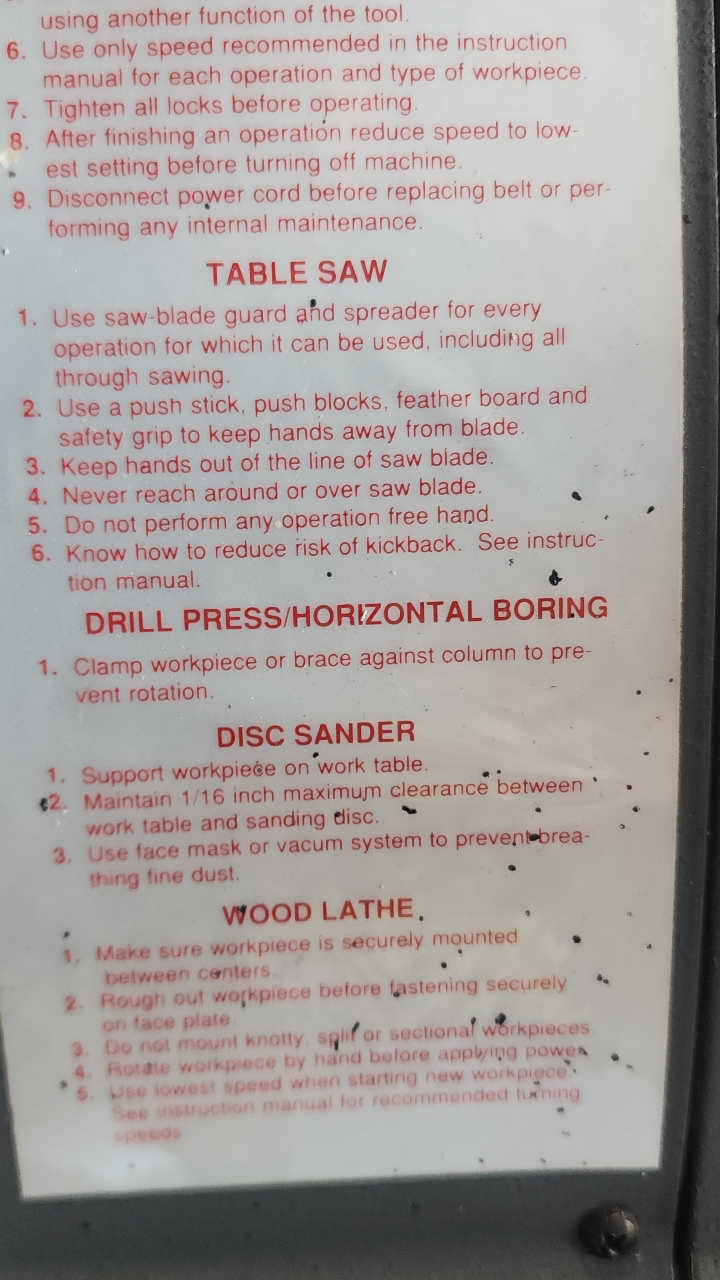 using another function of the tool.
6. Use only speed recommended in the instruction
manual for each operation and type of workpiece.
7. Tighten all locks before operating.
8. After finishing an operation reduce speed to low-
est setting before turning off machine.
9. Disconnect power cord before replacing belt or per-
forming any internal maintenance.
TABLE SAW
1. Use saw-blade guard and spreader for every
operation for which it can be used, including all
through sawing.
2. Use a push stick, push blocks, feather board and
safety grip to keep hands away from blade.
3. Keep hands out of the line of saw blade.
4. Never reach around or over saw blade.
5. Do not perform any operation free hand.
6. Know how to reduce risk of kickback. See instruc-
tion manual.
DRILL PRESS/HORIZONTAL BORING
1. Clamp workpiece or brace against column to pre-
vent rotation.
DISC SANDER
1. Support workpiece on work table.
2. Maintain 1/16 inch maximum clearance between
work table and sanding disc.
3. Use face mask or vacum system to prevent brea-
thing fine dust.
WOOD LATHE
1. Make sure workpiece is securely mounted
between centers.
2. Rough out workpiece before fastening securely
on face plate.
3. Do not mount knotty, split or sectional workpieces.
4. Rotate workpiece by hand before applying power.
5. Use lowest speed when starting new workpiece.
See instruction manual for recommended turning
speeds.